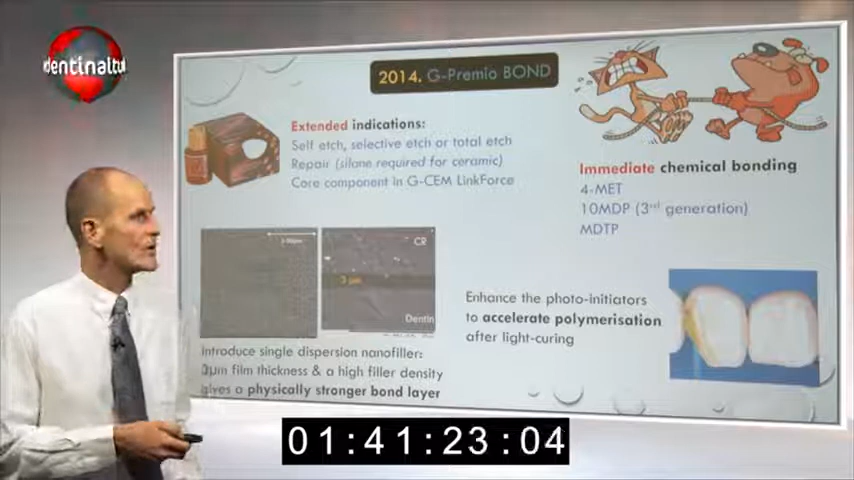 dentinaltu
2014. G-Premio BOND
Extended indications:
Self etch, selective etch or total etch
Repair (silane required for ceramic)
Core component in G-CEM LinkForce
Immediate chemical bonding
4-MET
10MDP (3rd generation)
MDTP
CR
3 µm
Dentin
Introduce single dispersion nanofiller:
3µm film thickness & a high filler density
gives a physically stronger bond layer
Enhance the photo-initiators
to accelerate polymerisation
after light-curing
01:41:23:04